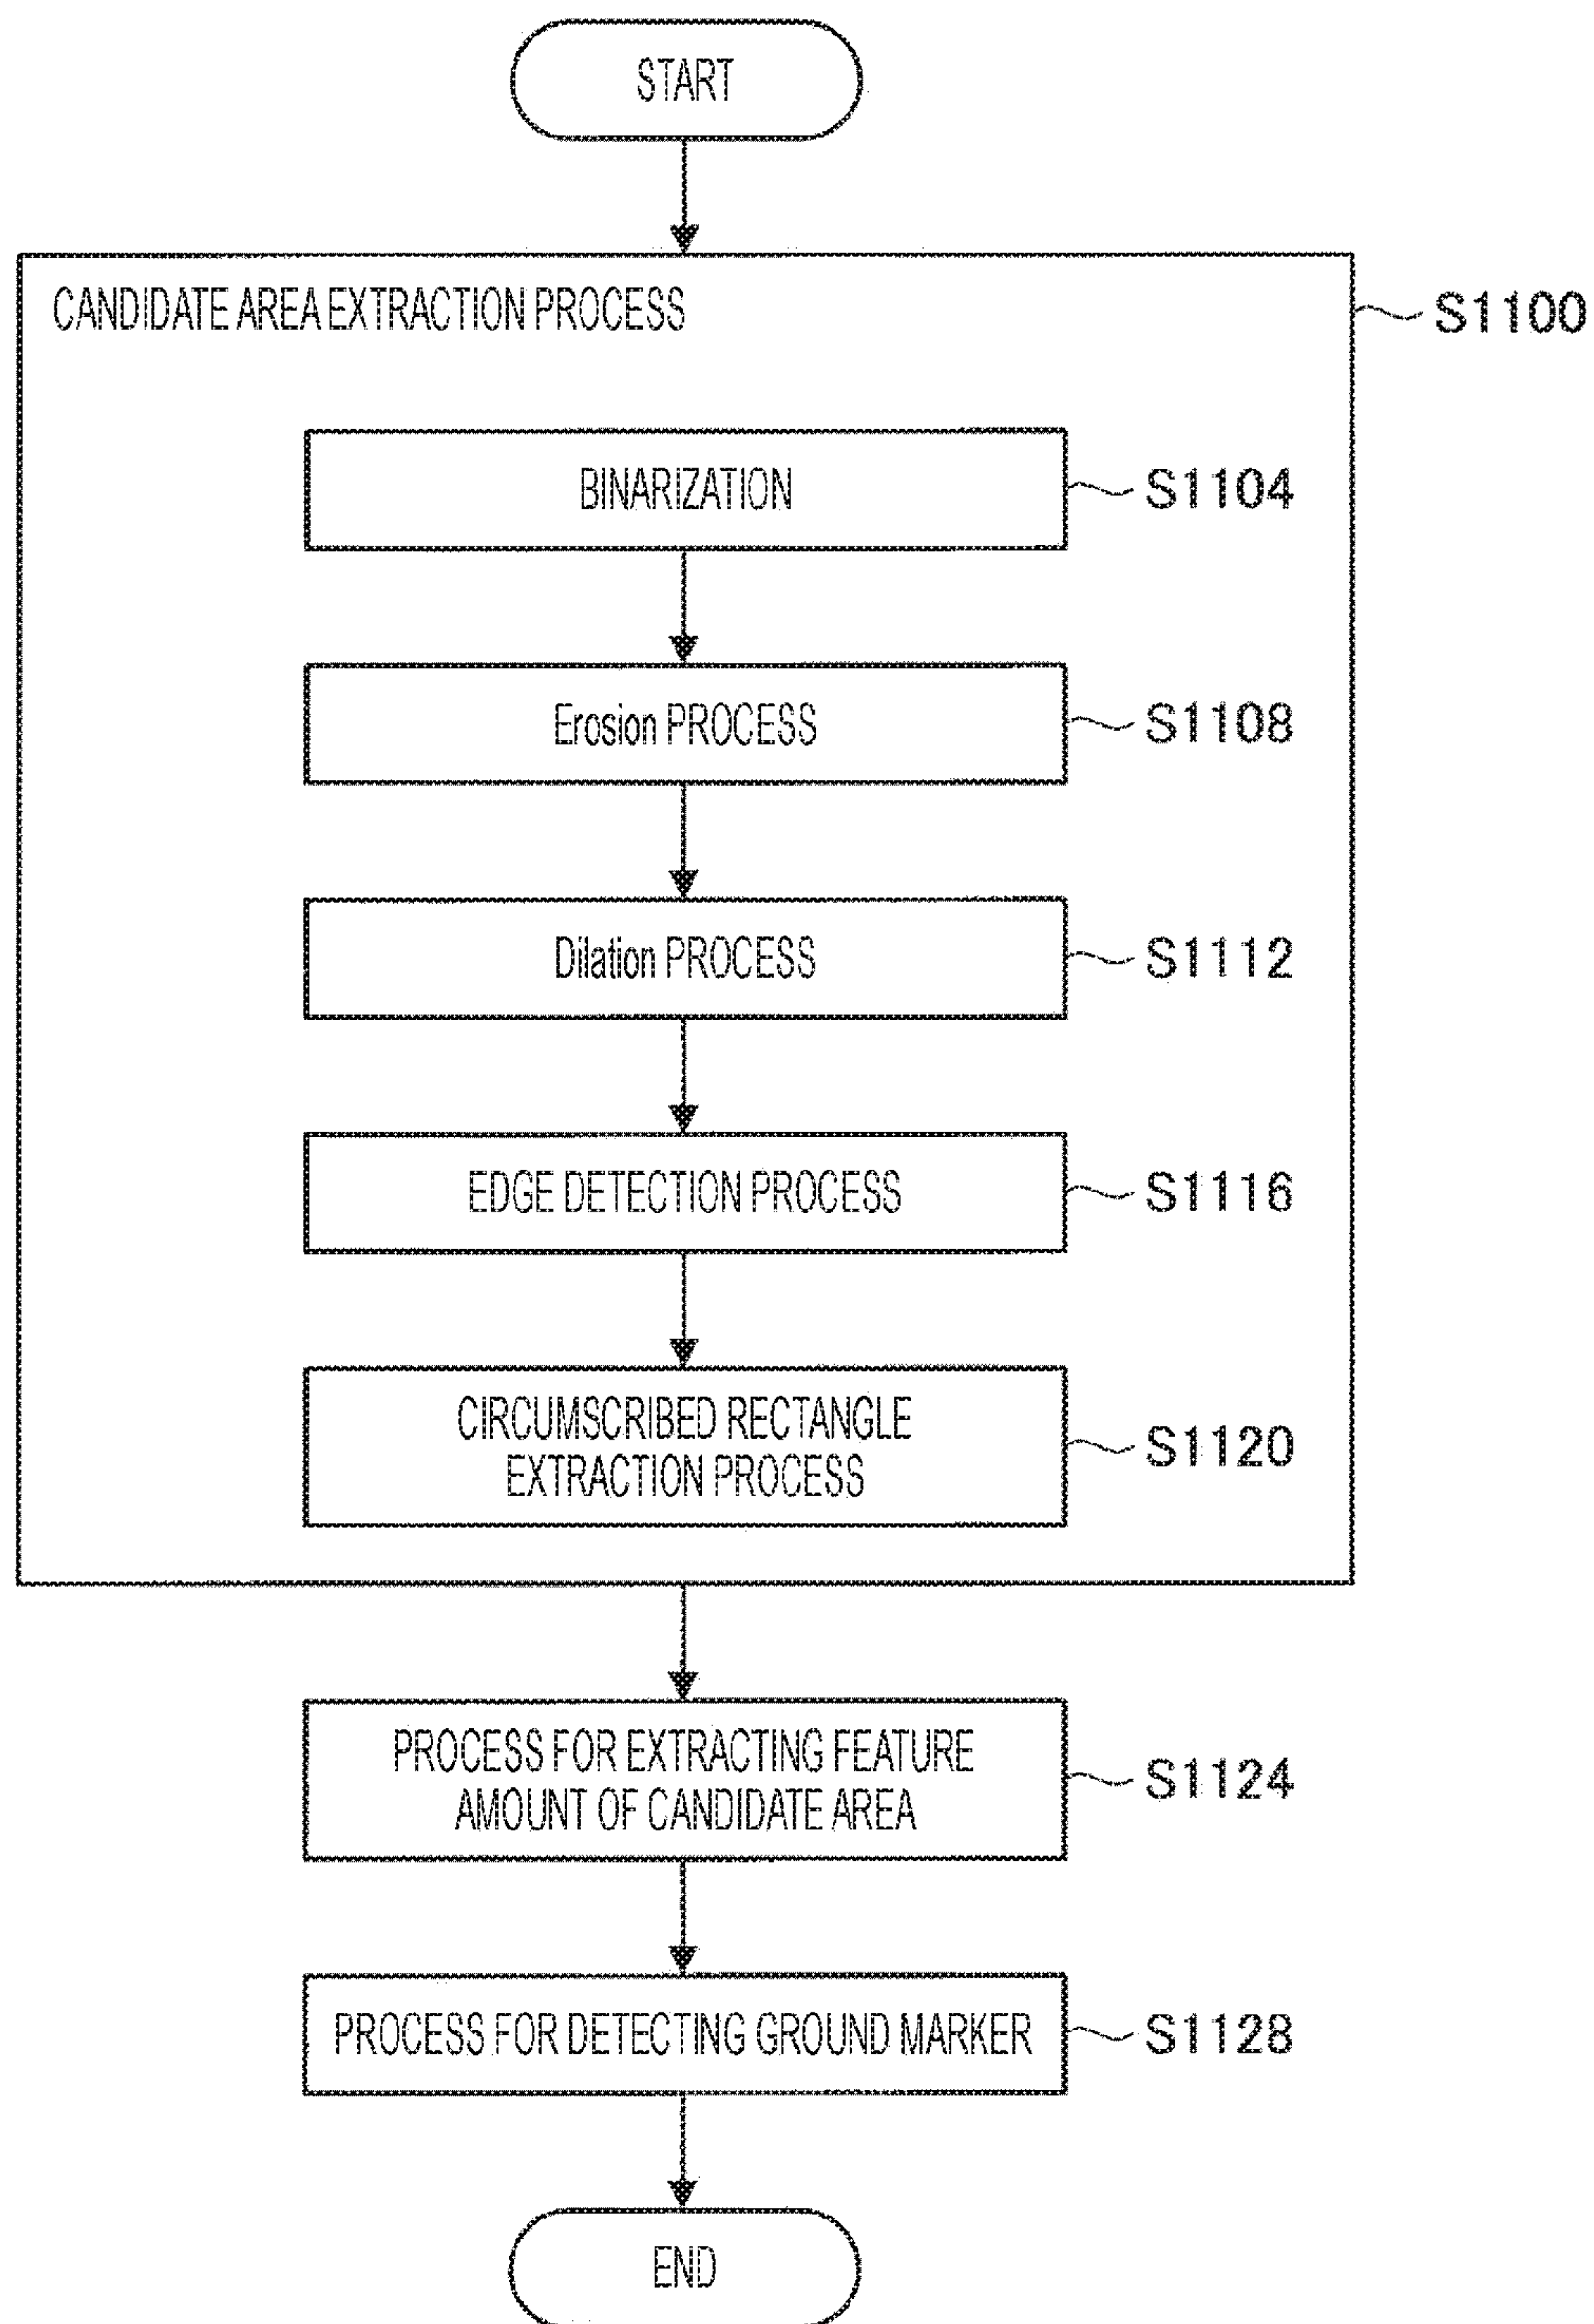 START
CANDIDATE AREA EXTRACTION PROCESS
S1100
BINARIZATION
S1104
Erosion PROCESS
S1108
Dilation PROCESS
S1112
EDGE DETECTION PROCESS
S1116
CIRCUMSCRIBED RECTANGLE
EXTRACTION PROCESS
S1120
PROCESS FOR EXTRACTING FEATURE
AMOUNT OF CANDIDATE AREA
S1124
PROCESS FOR DETECTING GROUND MARKER
S1128
END